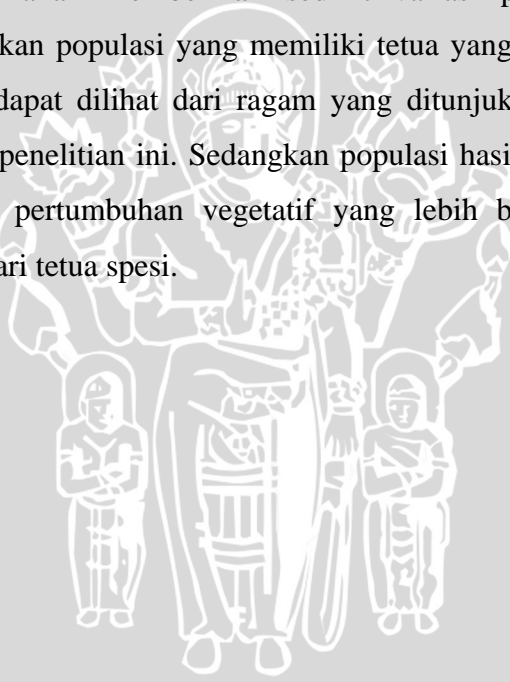 kan populasi yang memiliki tetua yang
dapat dilihat dari ragam yang ditunjuk
penelitian ini. Sedangkan populasi hasi
pertumbuhan vegetatif yang lebih b
ari tetua spesi.